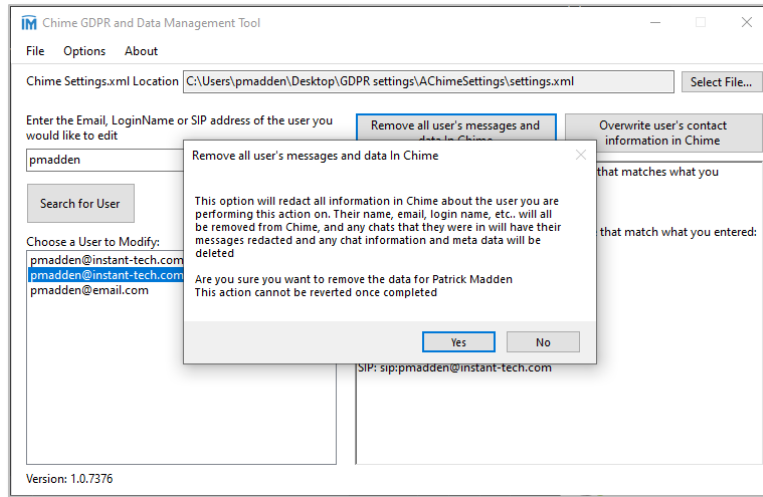 Chime GDPR and Data Management Tool
File Options About
Chime Settings.xml Location C:\Users\pmadden\Desktop\GDPR settings\AChimeSettings\settings.xml Select File...
Enter the Email, LoginName or SIP address of the user you
would like to edit
pmadden
Search for User
Choose a User to Modify:
pmadden@instant-tech.com
pmadden@instant-tech.com
pmadden@email.com
Remove all user's messages and
data In Chime
Overwrite user's contact
information in Chime
that matches what you
that match what you entered:
SIP: sip:pmadden@instant-tech.com
Remove all user's messages and data In Chime
This option will redact all information in Chime about the user you are
performing this action on. Their name, email, login name, etc.. will all
be removed from Chime, and any chats that they were in will have their
messages redacted and any chat information and meta data will be
deleted
Are you sure you want to remove the data for Patrick Madden
This action cannot be reverted once completed
Yes No
Version: 1.0.7376